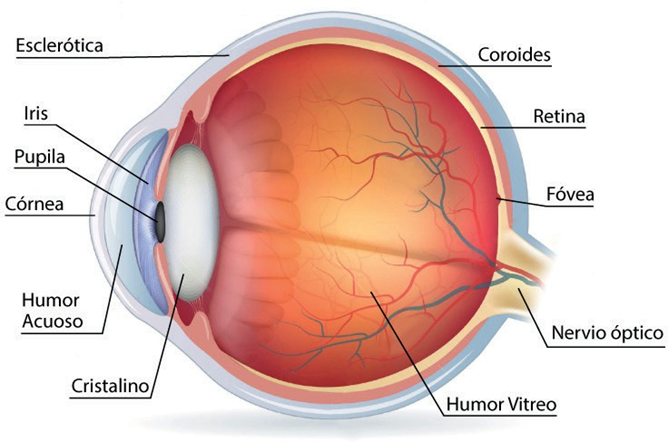 Esclerótica
Coroides
Iris
Retina
Pupila
Córnea
Fóvea
Humor
Acuoso
Nervio óptico
Cristalino
Humor Vitreo